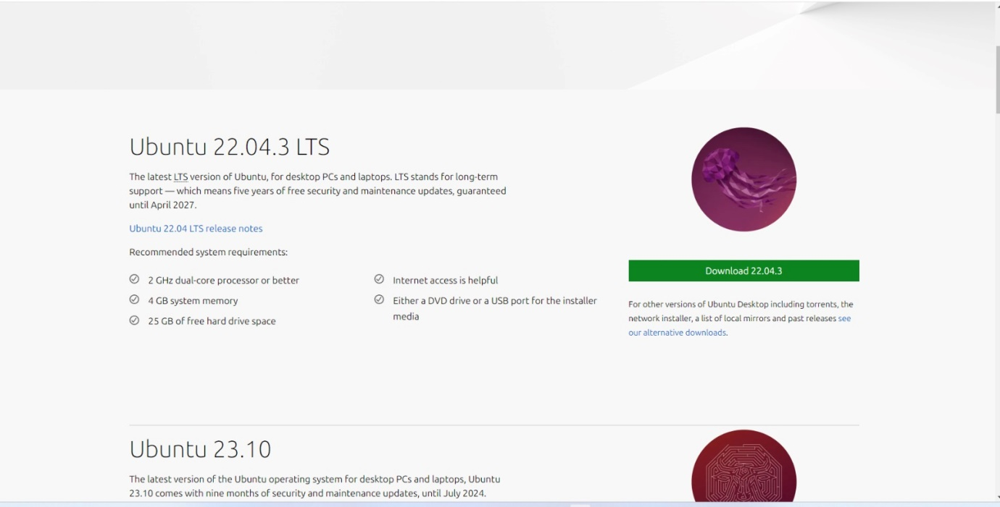 Ubuntu 22.04.3 LTS
The latest LTS version of Ubuntu, for desktop PCs and laptops. LTS stands for long-term
support — which means five years of free security and maintenance updates, guaranteed
until April 2027.
Ubuntu 22.04 LTS release notes
Recommended system requirements:
2 GHz dual-core processor or better
4 GB system memory
25 GB of free hard drive space
Internet access is helpful
Either a DVD drive or a USB port for the installer
media
Download 22.04.3
For other versions of Ubuntu Desktop including torrents, the
network installer, a list of local mirrors and past releases see
our alternative downloads.
Ubuntu 23.10
The latest version of the Ubuntu operating system for desktop PCs and laptops, Ubuntu
23.10 comes with nine months of security and maintenance updates, until July 2024.